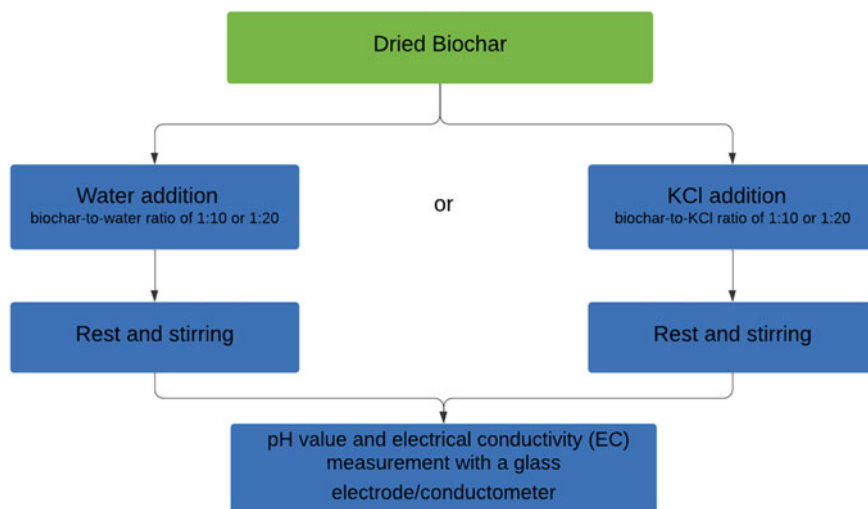 Dried Biochar
Water addition
biochar-to-water ratio of 1:10 or 1:20
or
KCl addition
biochar-to-KCl ratio of 1:10 or 1:20
Rest and stirring
Rest and stirring
pH value and electrical conductivity (EC)
measurement with a glass
electrode/conductometer